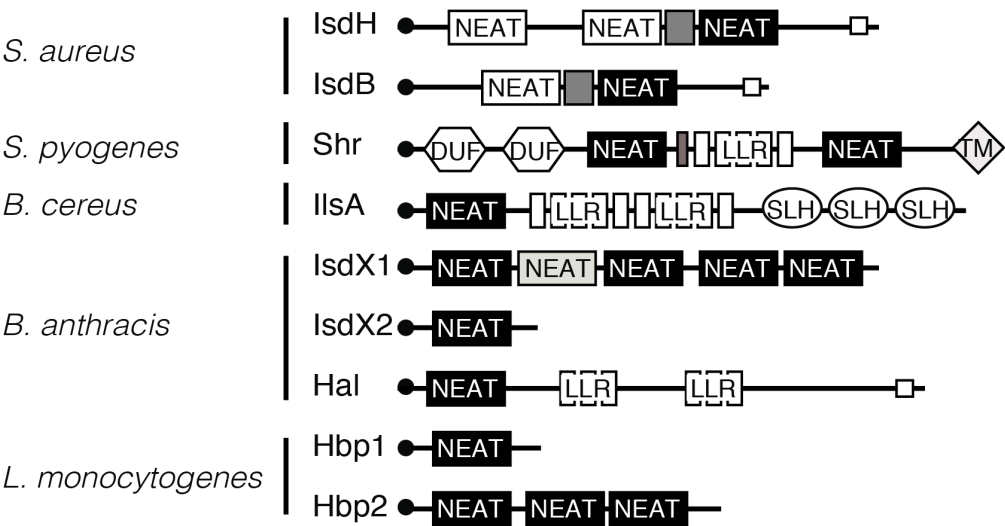 S. aureus
IsdH NEAT NEAT NEAT
IsdB NEAT NEAT
S. pyogenes
Shr DUF DUF NEAT LLR NEAT TM
B. cereus
IlsA NEAT LLR LLR SLH SLH SLH
B. anthracis
IsdX1 NEAT NEAT NEAT NEAT NEAT
IsdX2 NEAT
Hal NEAT LLR LLR
L. monocytogenes
Hbp1 NEAT
Hbp2 NEAT NEAT NEAT